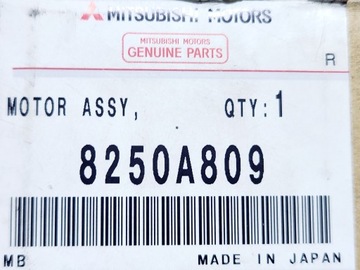 MITSUBISHI MOTORS
MITSUBISHI MOTORS
GENUINE PARTS
R
MOTOR ASSY, QTY:1
8250A809
MB MADE IN JAPAN